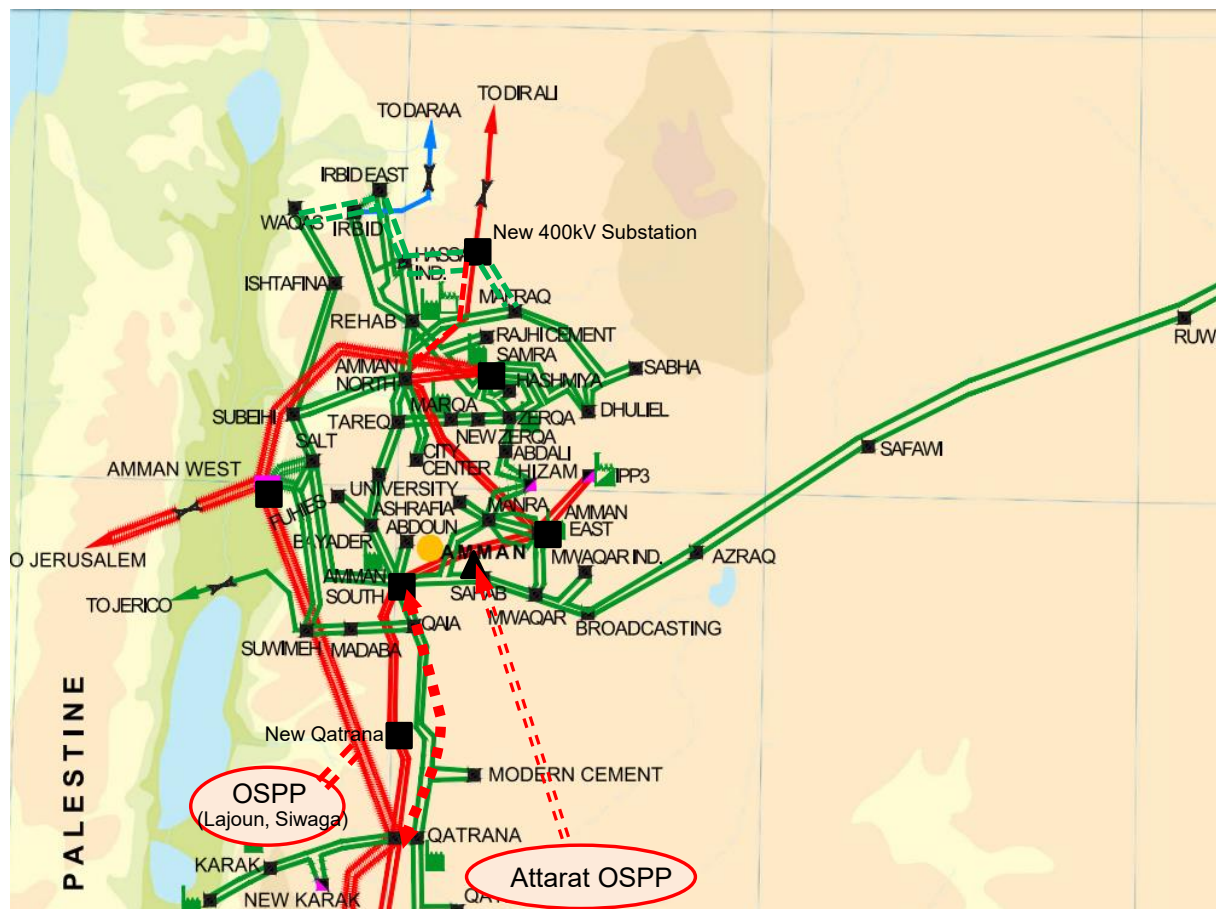 TO DIR ALI
TO DARAA
IRBID EAST
WAQAS
IRBID
New 400kV Substation
HASSA
IND.
ISHTAFINA
MAFRAQ
REHAB
RAJHI CEMENT
SAMRA
AMMAN
NORTH
HASHMIYA
SABHA
RUW
SUBEIHI
TAREQ
MARQA
ZERQA
DHULIEL
NEW ZERQA
SALT
ABDALI
SAFAWI
AMMAN WEST
CITY
CENTER
HIZAM
IPP3
FUHIES
UNIVERSITY
ASHRAFIA
MANRA
AMMAN
EAST
ABDOUN
BAYADER
AMMAN
MWAQAR IND.
AZRAQ
O JERUSALEM
AMMAN
SOUTH
SAHAB
TO JERICO
MWAQAR
BROADCASTING
QAIA
SUWIMEH
MADABA
PALESTINE
New Qatrana
MODERN CEMENT
OSPP
(Lajoun, Siwaga)
QATRANA
KARAK
Attarat OSPP
NEW KARAK